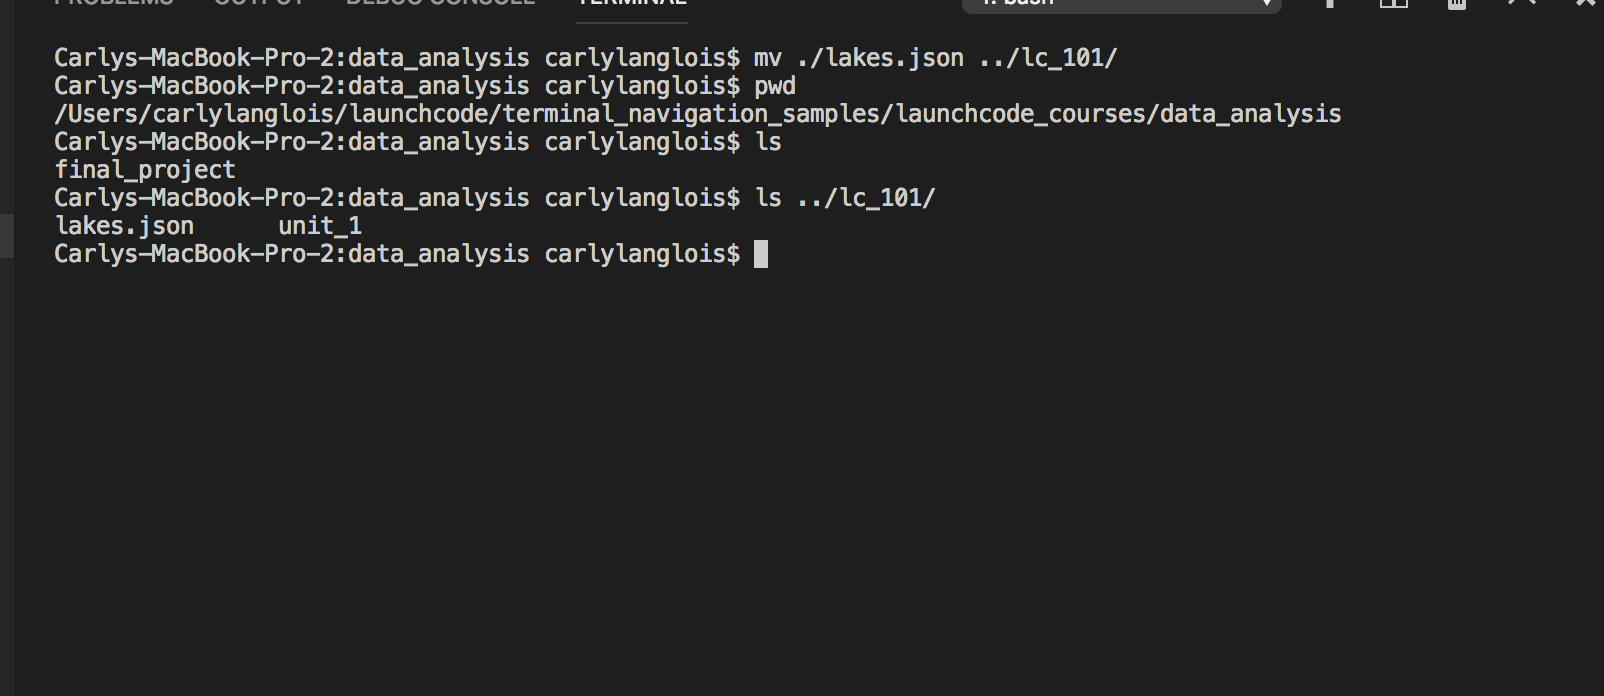 PROBLEMS OUTPUT DEBUG CONSOLE TERMINAL 1: bash
Carlys-MacBook-Pro-2:data_analysis carlylanglois$ mv ./lakes.json ../lc_101/
Carlys-MacBook-Pro-2:data_analysis carlylanglois$ pwd
/Users/carlylanglois/launchcode/terminal_navigation_samples/launchcode_courses/data_analysis
Carlys-MacBook-Pro-2:data_analysis carlylanglois$ ls
final_project
Carlys-MacBook-Pro-2:data_analysis carlylanglois$ ls ../lc_101/
lakes.json unit_1
Carlys-MacBook-Pro-2:data_analysis carlylanglois$